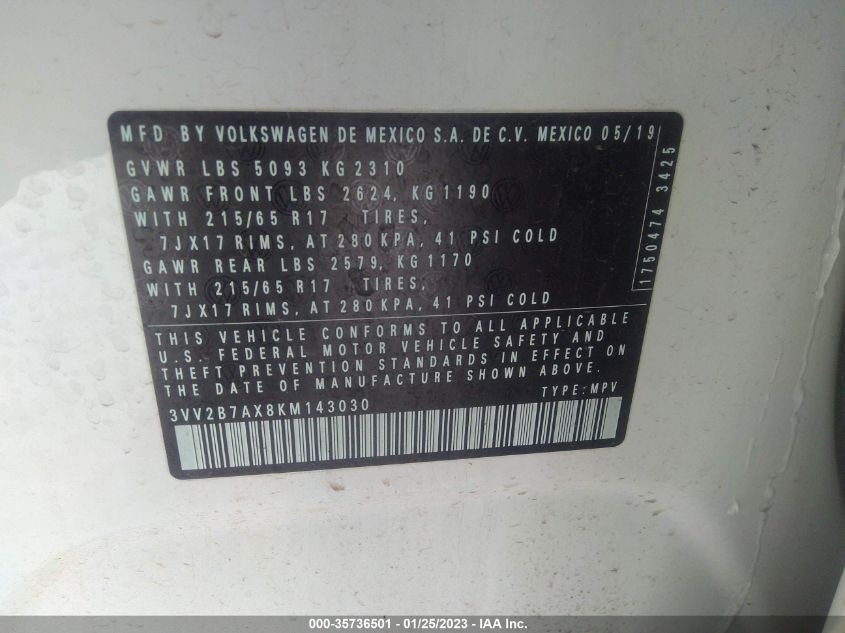 MFD BY VOLKSWAGEN DE MEXICO S.A. DE C.V. MEXICO 05/19
GVWR LBS 5093 KG 2310
GAWR FRONT LBS 2624, KG 1190
WITH 215/65 R17 TIRES,
7JX17 RIMS, AT 280 KPA, 41 PSI COLD
GAWR REAR LBS 2579, KG 1170
WITH 215/65 R17 TIRES,
7JX17 RIMS, AT 280 KPA, 41 PSI COLD
1750474 3425
THIS VEHICLE CONFORMS TO ALL APPLICABLE
U.S. FEDERAL MOTOR VEHICLE SAFETY AND
THEFT PREVENTION STANDARDS IN EFFECT ON
THE DATE OF MANUFACTURE SHOWN ABOVE.
3VV2B7AX8KM143030 TYPE: MPV
000-35736501 - 01/25/2023 - IAA Inc.